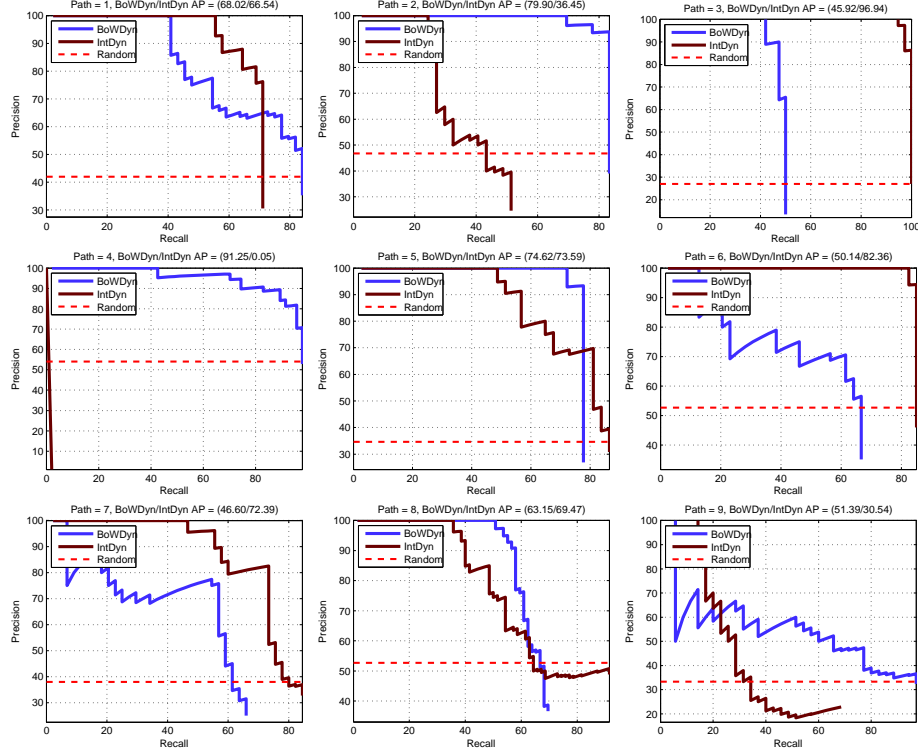 Path = 1, BoWDyn/IntDyn AP = (68.02/66.54)
100
90
80
70
60
50
40
30
0 20 40 60 80
Precision
Recall
BoWDyn
IntDyn
Random
Path = 2, BoWDyn/IntDyn AP = (79.90/36.45)
100
90
80
70
60
50
40
30
0 20 40 60 80
Precision
Recall
BoWDyn
IntDyn
Random
Path = 3, BoWDyn/IntDyn AP = (45.92/96.94)
100
90
80
70
60
50
40
30
20
0 20 40 60 80 100
Precision
Recall
BoWDyn
IntDyn
Random
Path = 4, BoWDyn/IntDyn AP = (91.25/0.05)
100
90
80
70
60
50
40
30
20
10
0 20 40 60 80
Precision
Recall
BoWDyn
IntDyn
Random
Path = 5, BoWDyn/IntDyn AP = (74.62/73.59)
100
90
80
70
60
50
40
30
0 20 40 60 80
Precision
Recall
BoWDyn
IntDyn
Random
Path = 6, BoWDyn/IntDyn AP = (50.14/82.36)
100
90
80
70
60
50
40
0 20 40 60 80
Precision
Recall
BoWDyn
IntDyn
Random
Path = 7, BoWDyn/IntDyn AP = (46.60/72.39)
100
90
80
70
60
50
40
30
0 20 40 60 80
Precision
Recall
BoWDyn
IntDyn
Random
Path = 8, BoWDyn/IntDyn AP = (63.15/69.47)
100
90
80
70
60
50
40
0 20 40 60 80
Precision
Recall
BoWDyn
IntDyn
Random
Path = 9, BoWDyn/IntDyn AP = (51.39/30.54)
100
90
80
70
60
50
40
30
20
0 20 40 60 80
Precision
Recall
BoWDyn
IntDyn
Random